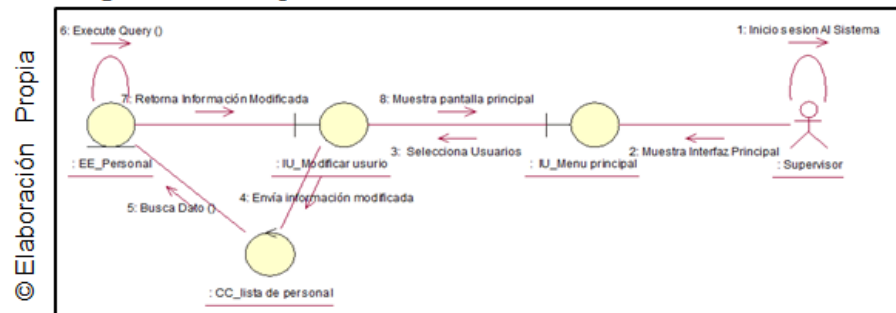 © Elaboración Propia
6: Execute Query ()
1: Inicio sesion Al Sistema
7: Retorna Información Modificada
8: Muestra pantalla principal
3: Selecciona Usuarios
2: Muestra Interfaz Principal
: EE_Personal
: IU_Modificar usurio
: IU_Menu principal
: Supervisor
4: Envía información modificada
5: Busca Dato ()
: CC_lista de personal